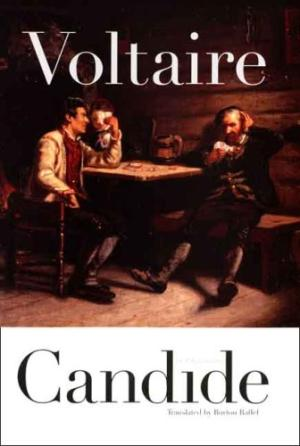 Voltaire
Candide
Translated by Burton Raffel